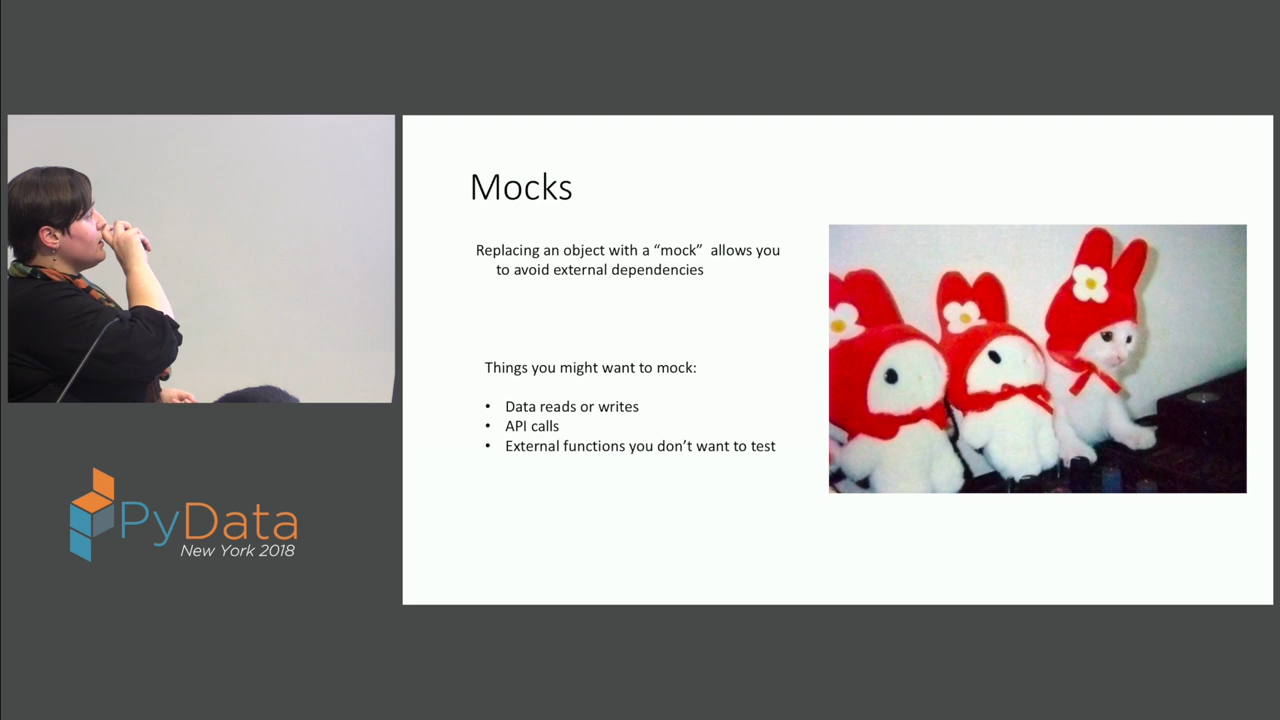 Mocks
Replacing an object with a “mock”  allows you
to avoid external dependencies
Things you might want to mock:
• Data reads or writes
• API calls
• External functions you don’t want to test
PyData
New York 2018